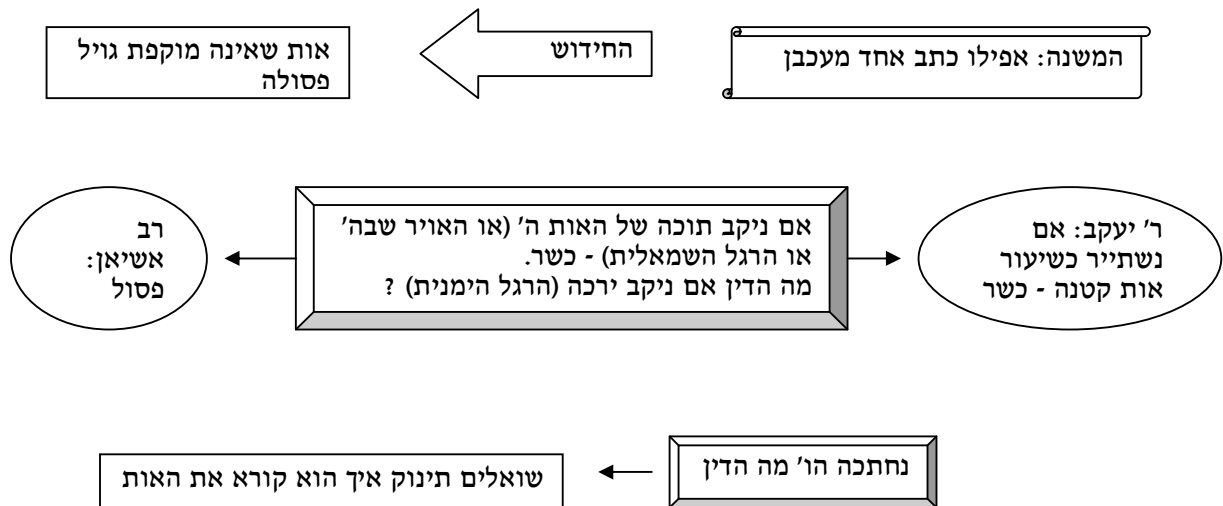 המשנה: אפילו כתב אחד מעכבן
החידוש
אות שאינה מוקפת גויל
פסולה
ר' יעקב: אם
נשתייר כשיעור
אות קטנה - כשר
אם ניקב תוכה של האות ה' (או האויר שבה'
או הרגל השמאלית) - כשר.
מה הדין אם ניקב ירכה (הרגל הימנית) ?
רב
אשיאן:
פסול
נחתכה הו' מה הדין
שואלים תינוק איך הוא קורא את האות